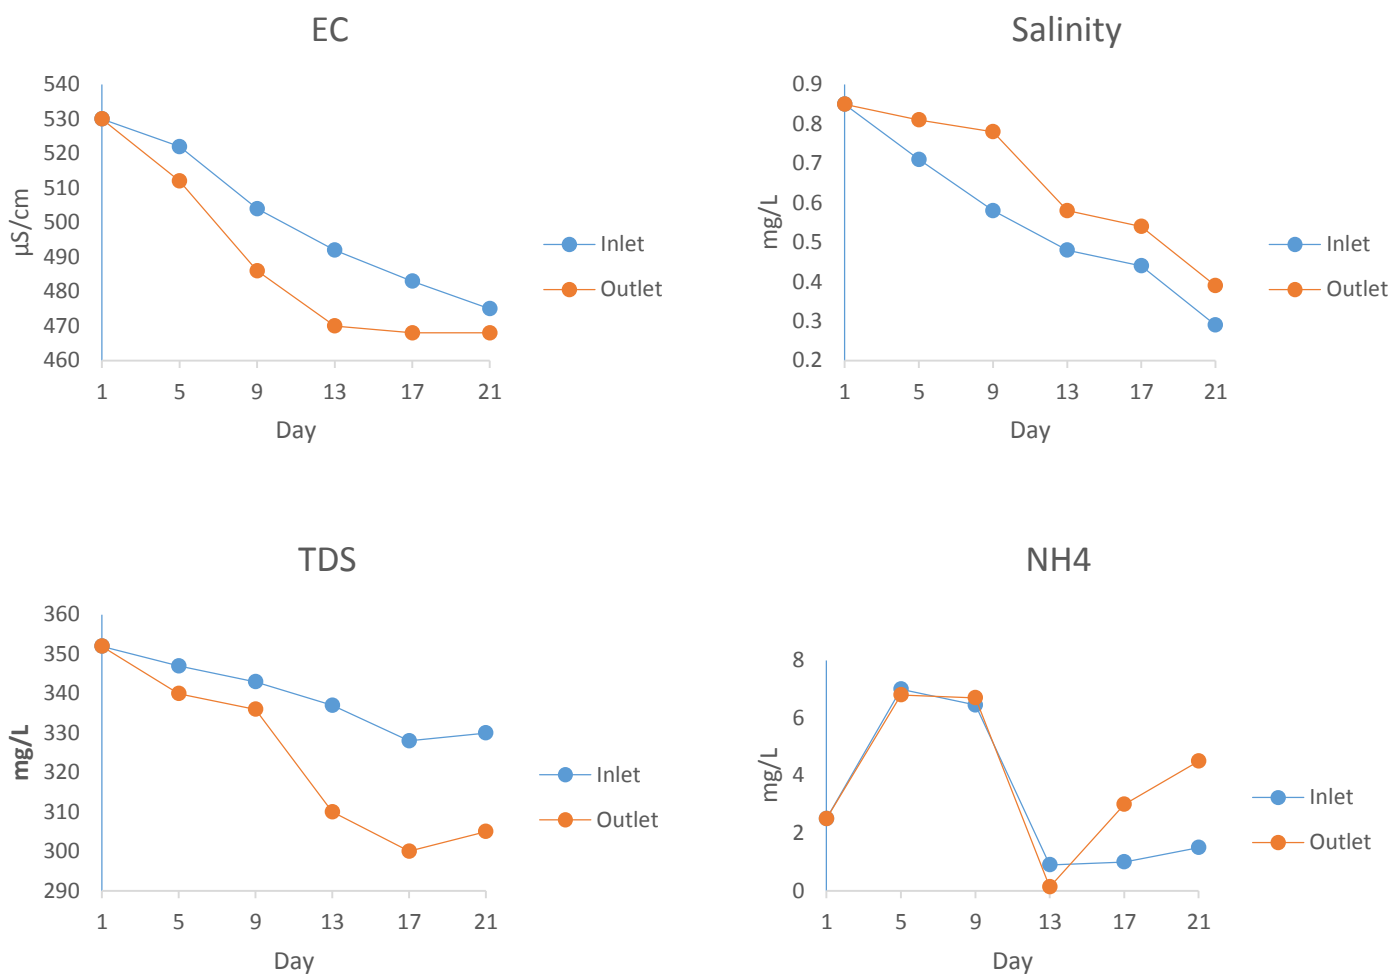 EC
540
530
520
510
500
490
480
470
460
µS/cm
1 5 9 13 17 21
Day
Inlet
Outlet
Salinity
0.9
0.8
0.7
0.6
0.5
0.4
0.3
0.2
mg/L
1 5 9 13 17 21
Day
Inlet
Outlet
TDS
360
350
340
330
320
310
300
290
mg/L
1 5 9 13 17 21
Day
Inlet
Outlet
NH4
8
6
4
2
0
mg/L
1 5 9 13 17 21
Day
Inlet
Outlet